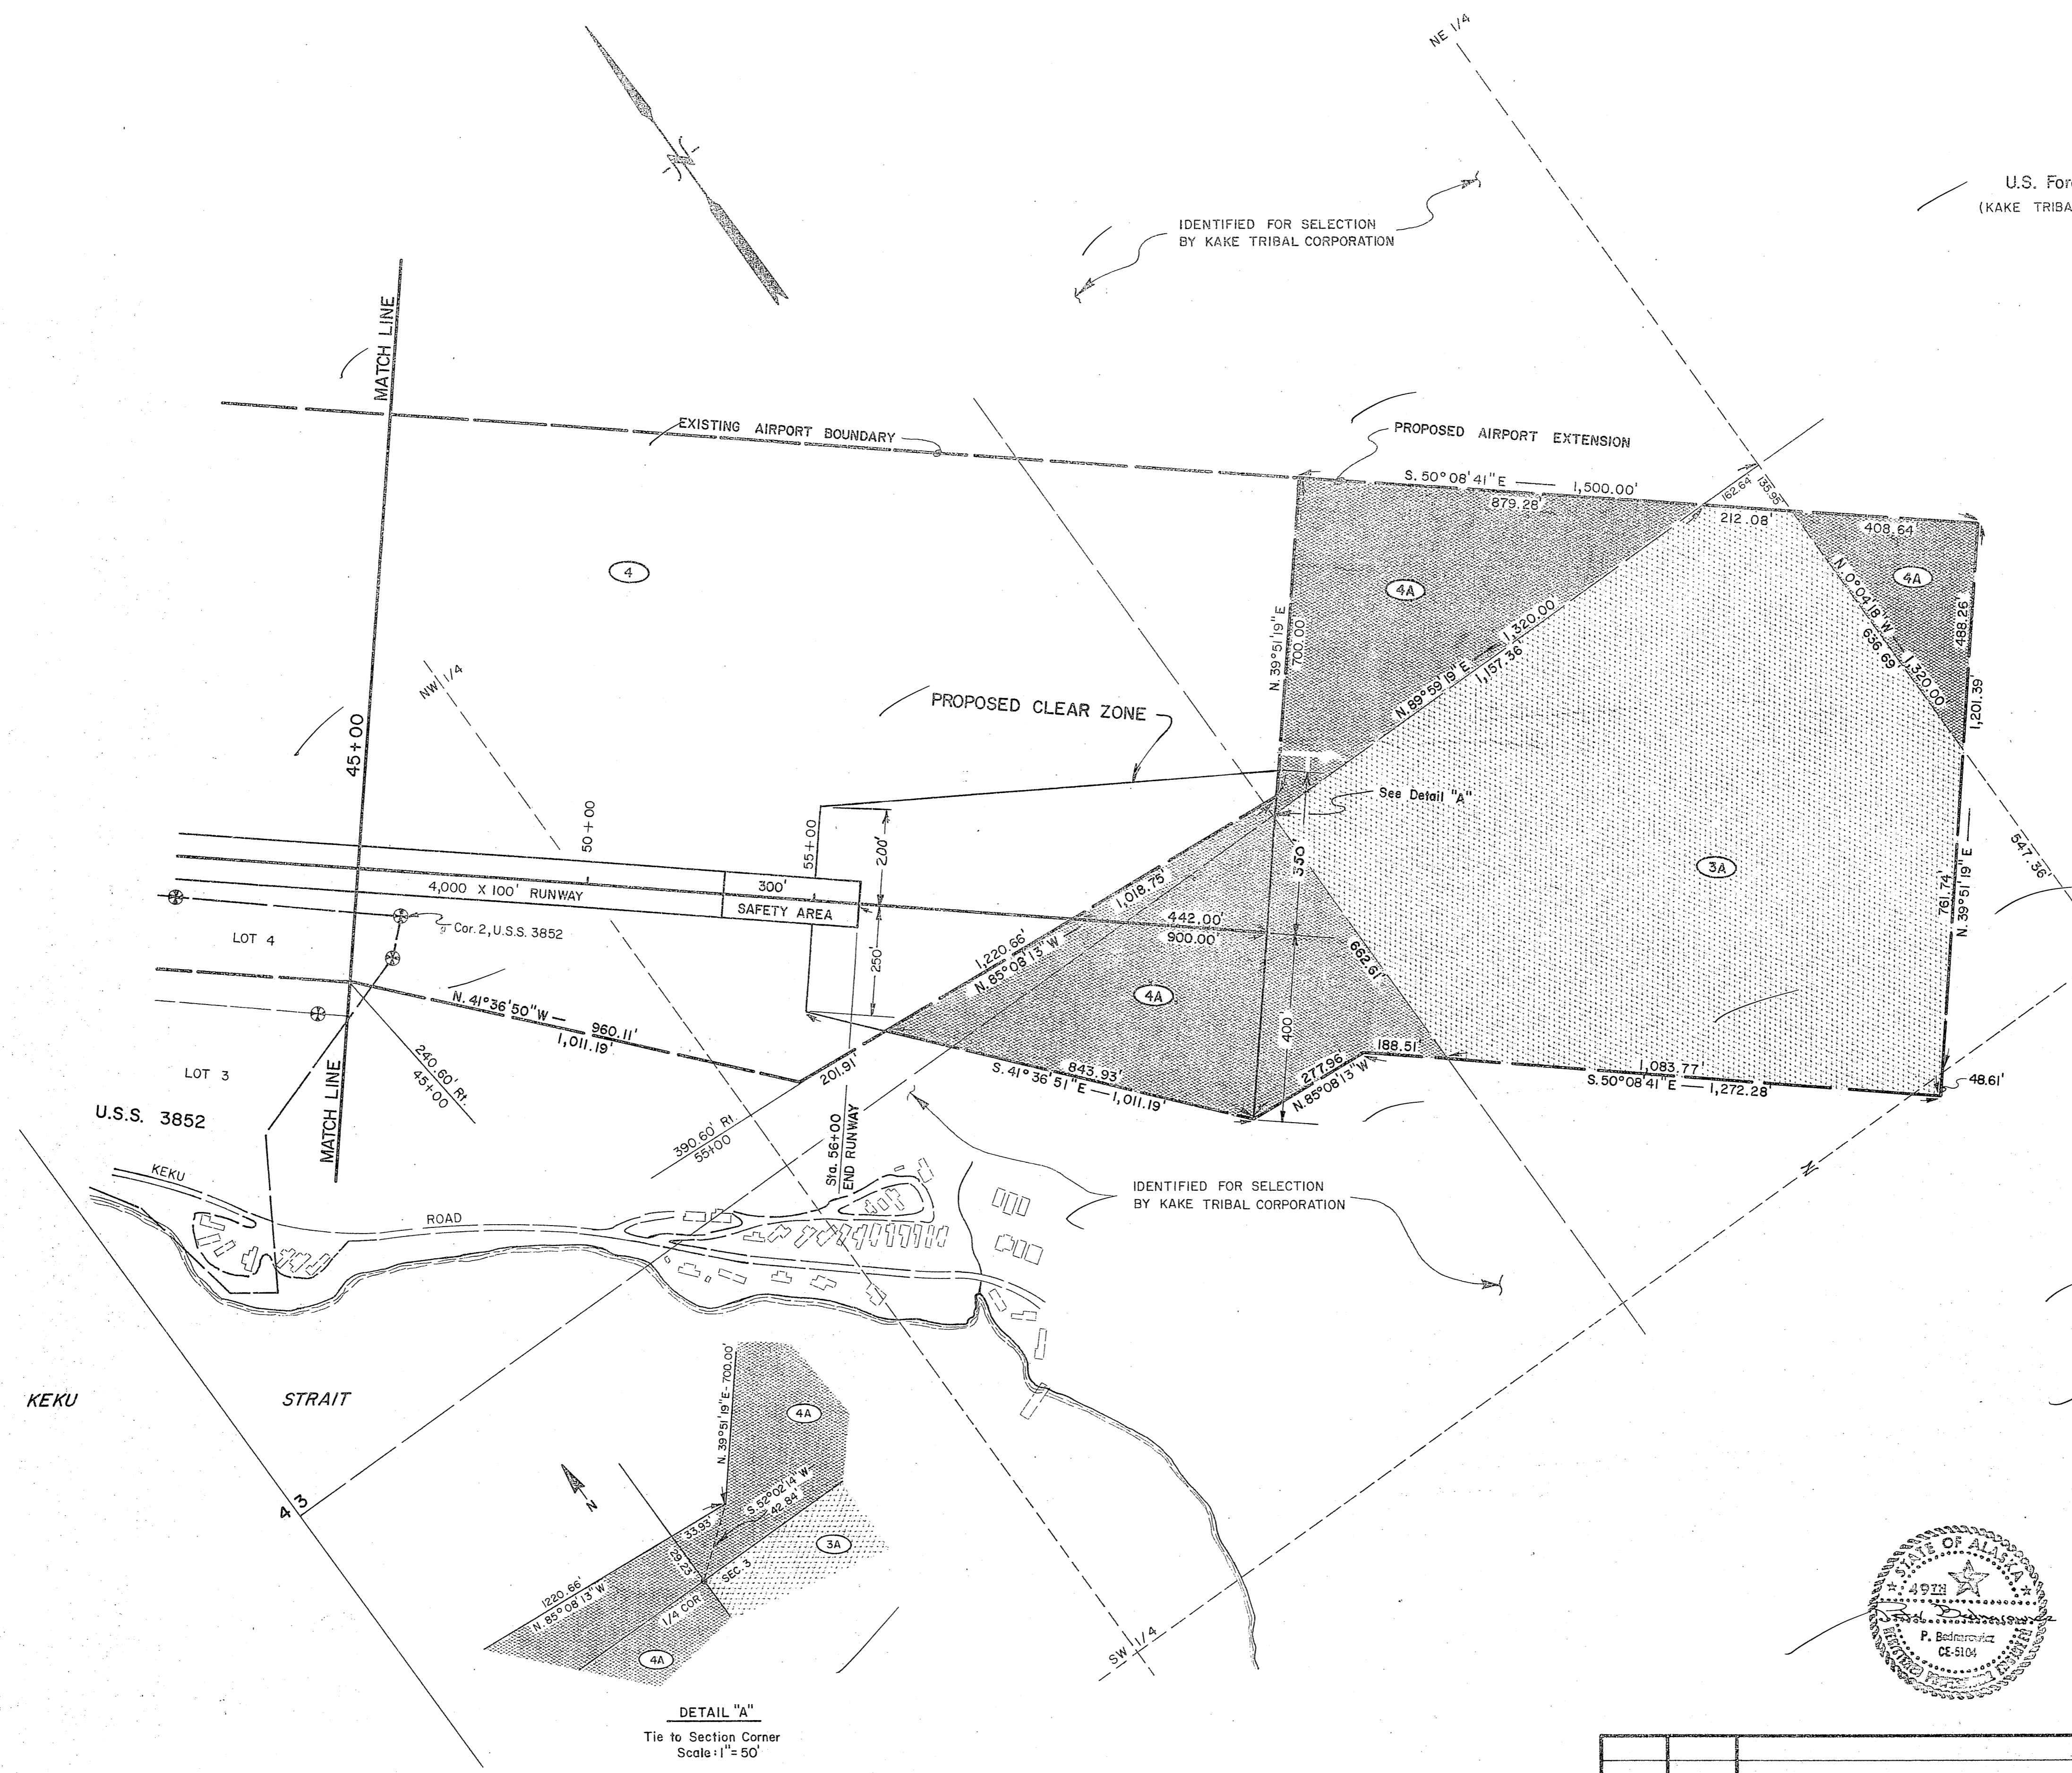 NE 1/4
U.S. For
(KAKE TRIBA
IDENTIFIED FOR SELECTION
BY KAKE TRIBAL CORPORATION
N
MATCH LINE
EXISTING AIRPORT BOUNDARY
PROPOSED AIRPORT EXTENSION
S. 50°08'41"E — 1,500.00'
879.28'
162.64
135.95
212.08'
408.64'
4
4A
4A
N. 0°04'18"W — 1,320.00
656.69
488.26'
N. 39°51'19"E
700.00'
N. 89°59'19"E. 1,320.00
1,157.36'
1,201.39'
NW 1/4
PROPOSED CLEAR ZONE
45+00
See Detail "A"
50+00
55+00
200'
350'
3A
547.36'
761.74'
N. 39°51'19"E —
4,000 X 100' RUNWAY
300'
SAFETY AREA
1,018.75'
442.00'
900.00'
Cor. 2, U.S.S. 3852
LOT 4
250'
1,220.66'
N. 85°08'13"W
662.61'
4A
N. 41°36'50"W — 960.11'
1,011.19'
400'
188.51'
LOT 3
240.60' Rt.
45+00
201.91'
843.93'
S. 41°36'51"E — 1,011.19'
277.96'
N. 85°08'13"W
1,083.77'
S. 50°08'41"E — 1,272.28'
48.61'
MATCH LINE
U.S.S. 3852
390.60' Rt.
55+00
Sta. 56+00
END RUNWAY
N
KEKU
ROAD
IDENTIFIED FOR SELECTION
BY KAKE TRIBAL CORPORATION
KEKU STRAIT
N. 39°51'19"E-700.00'
4A
N
S. 52°02'14"W
42.84'
33.93'
29.23'
3A
SEC. 3
1/4 COR
1220.66'
N. 85°08'13"W
4A
4 3
SW 1/4
DETAIL "A"
Tie to Section Corner
Scale: 1"= 50'
STATE OF ALASKA
49TH
P. Bednarowicz
CE-5104